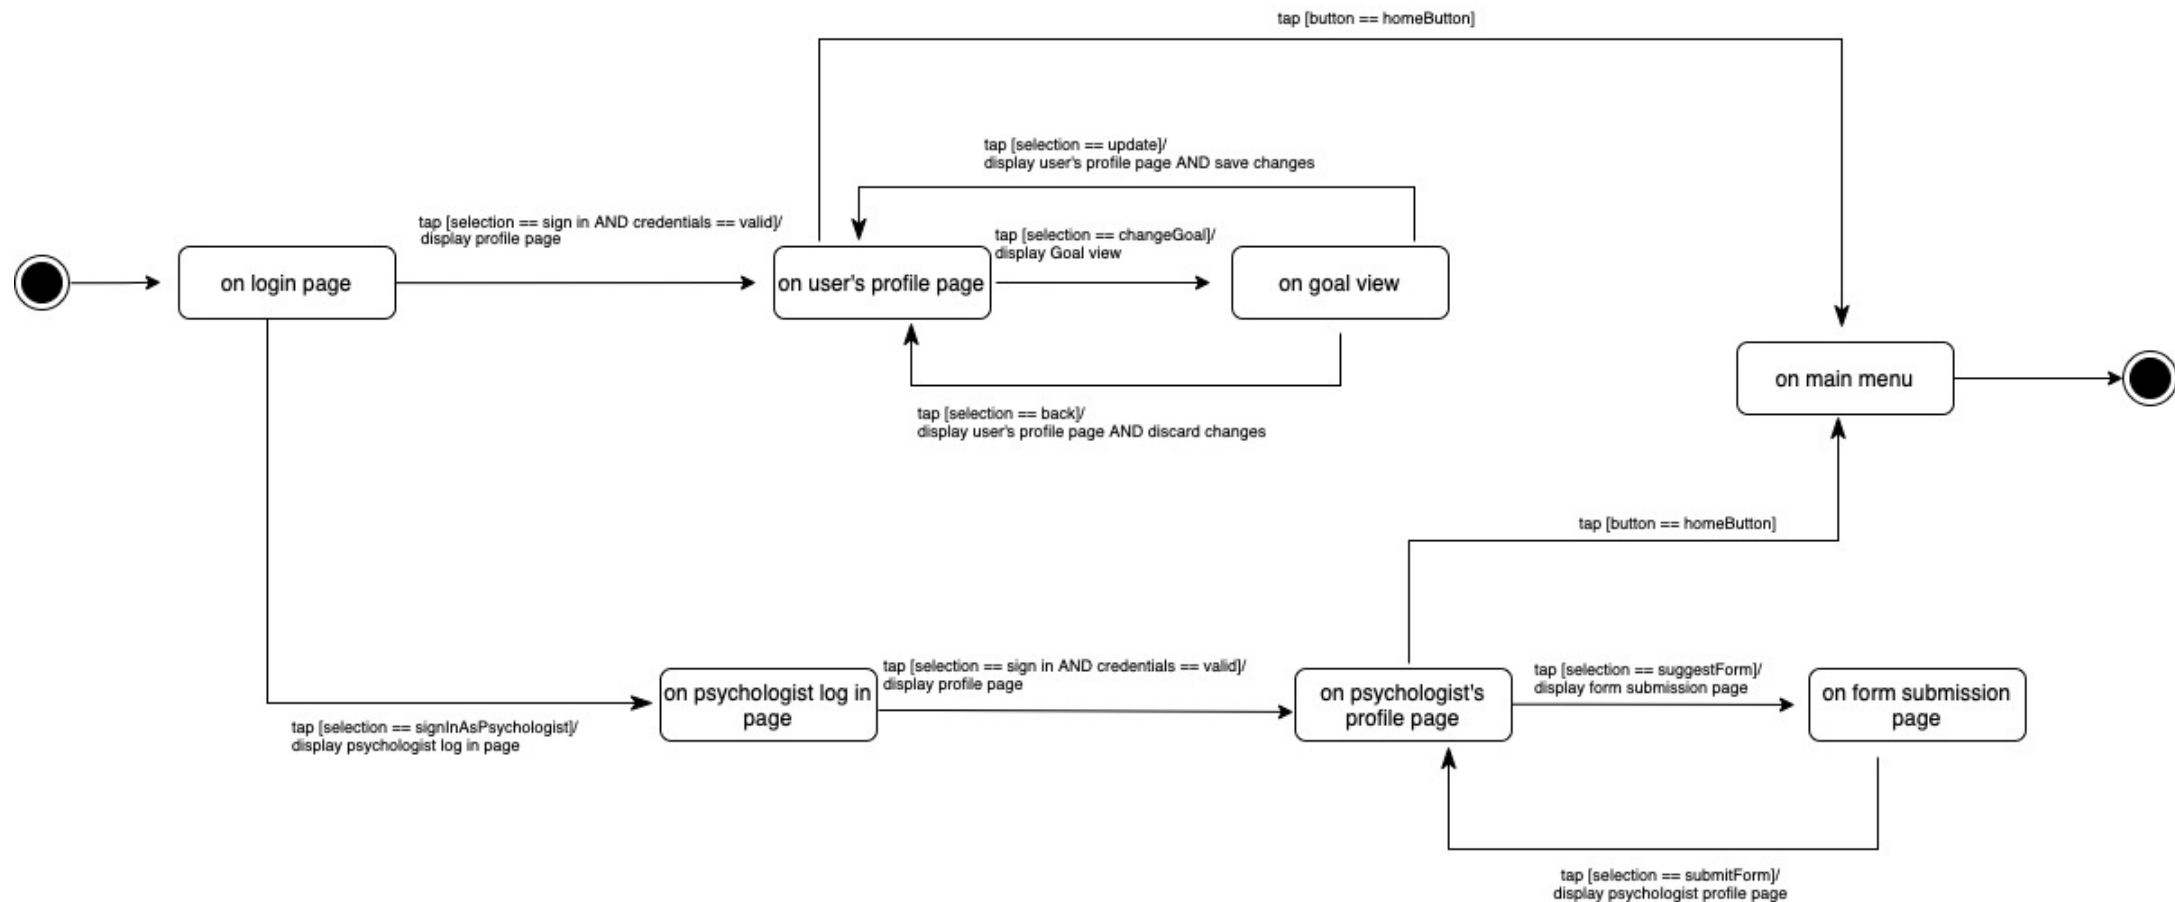 tap [button == homeButton]
tap [selection == update]/
display user's profile page AND save changes
tap [selection == sign in AND credentials == valid]/
display profile page
tap [selection == changeGoal]/
display Goal view
on login page
on user's profile page
on goal view
on main menu
tap [selection == back]/
display user's profile page AND discard changes
tap [button == homeButton]
tap [selection == sign in AND credentials == valid]/
display profile page
tap [selection == suggestForm]/
display form submission page
on psychologist log in
page
on psychologist's
profile page
on form submission
page
tap [selection == signInAsPsychologist]/
display psychologist log in page
tap [selection == submitForm]/
display psychologist profile page